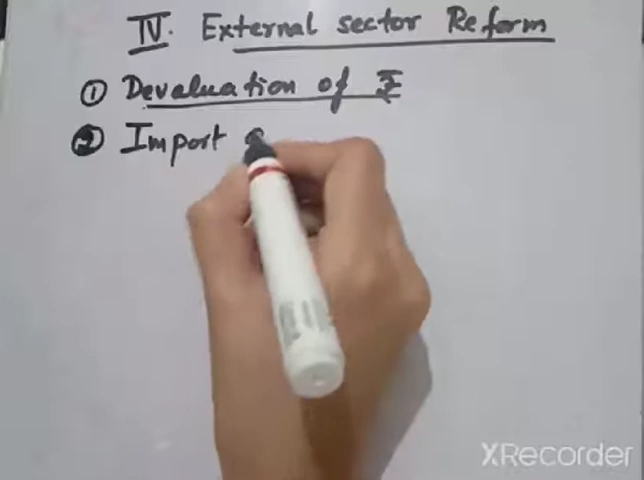 IV. External sector Reform
① Devaluation of ₹
② Import
XRecorder